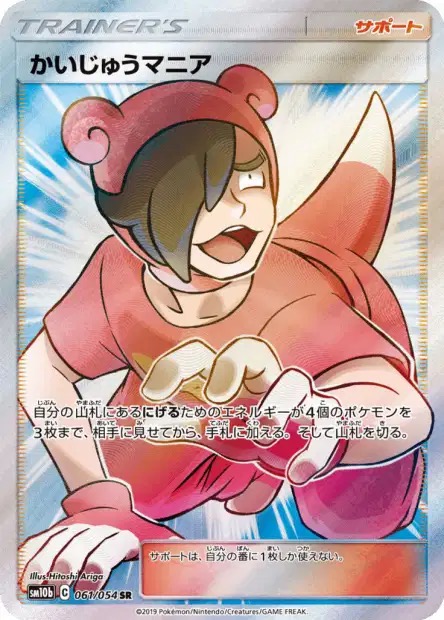 TRAINER'S サポート
かいじゅうマニア
自分の山札にあるにげるためのエネルギーが4個のポケモンを
3枚まで、相手に見せてから、手札に加える。そして山札を切る。
サポートは、自分の番に1枚しか使えない。
Illus.Hitoshi Ariga
sm10b C 061/054 SR
©2019 Pokémon/Nintendo/Creatures/GAME FREAK.